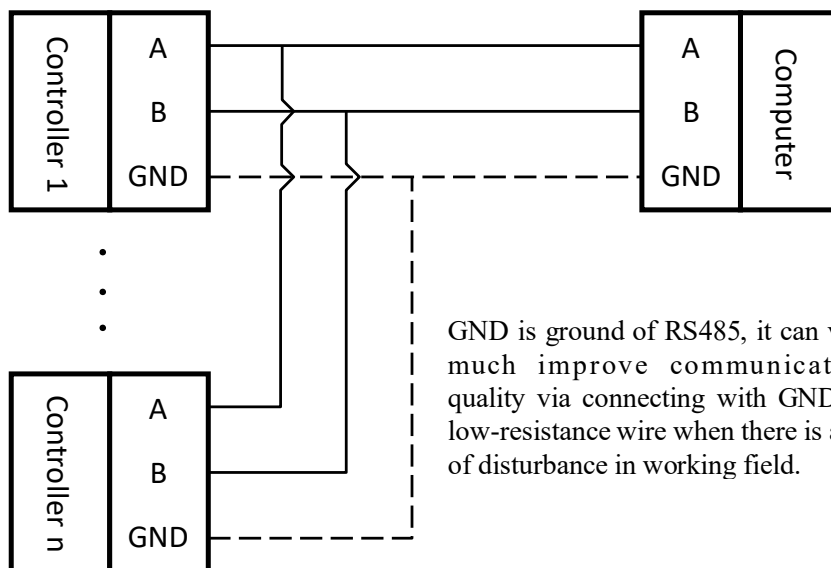 Controller 1
A
B
GND
A
B
GND
Computer
GND is ground of RS485, it can
much improve
quality via connecting with GND
low-resistance wire when there is
of disturbance in working field.
Controller n
A
B
GND